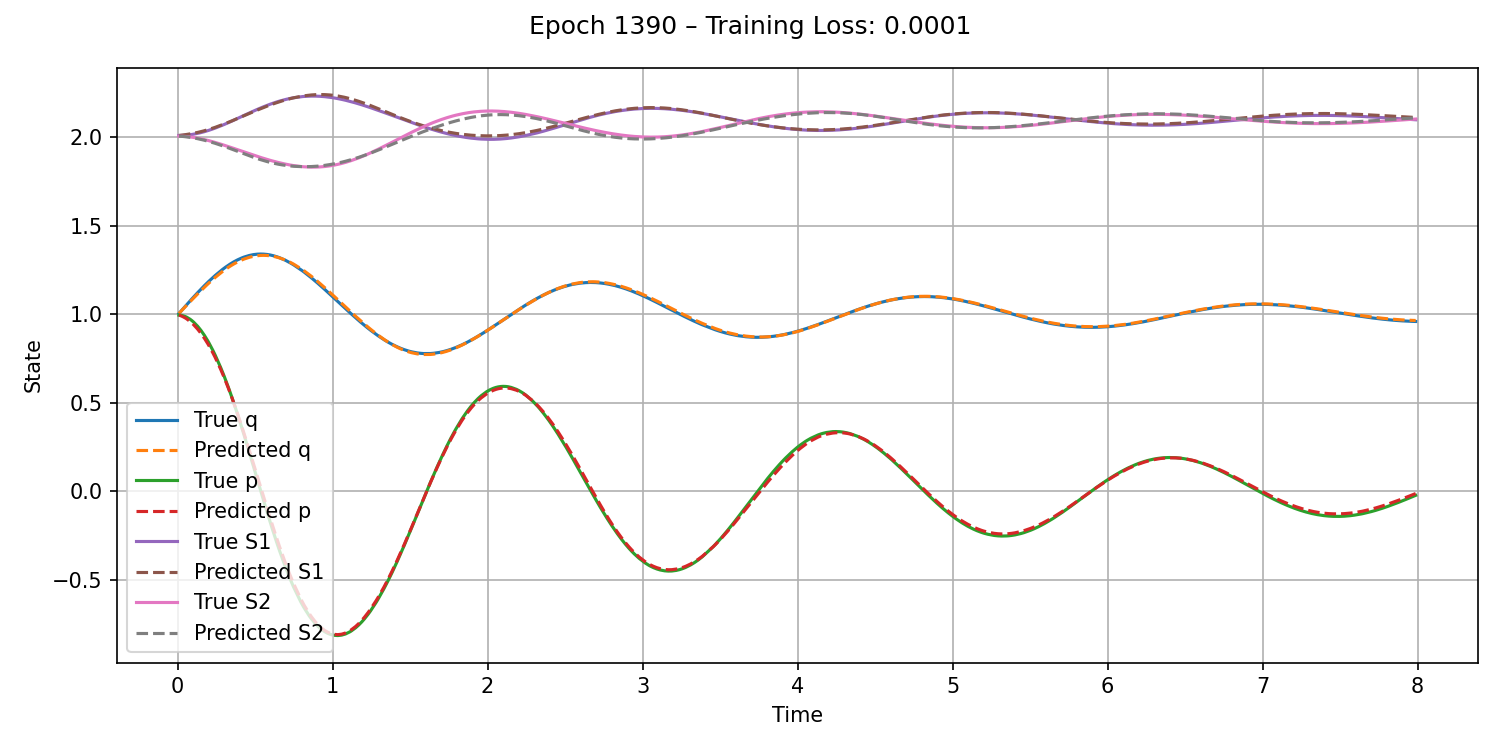 Epoch 1390 – Training Loss: 0.0001
State
2.0
1.5
1.0
0.5
0.0
−0.5
True q
Predicted q
True p
Predicted p
True S1
Predicted S1
True S2
Predicted S2
0 1 2 3 4 5 6 7 8
Time